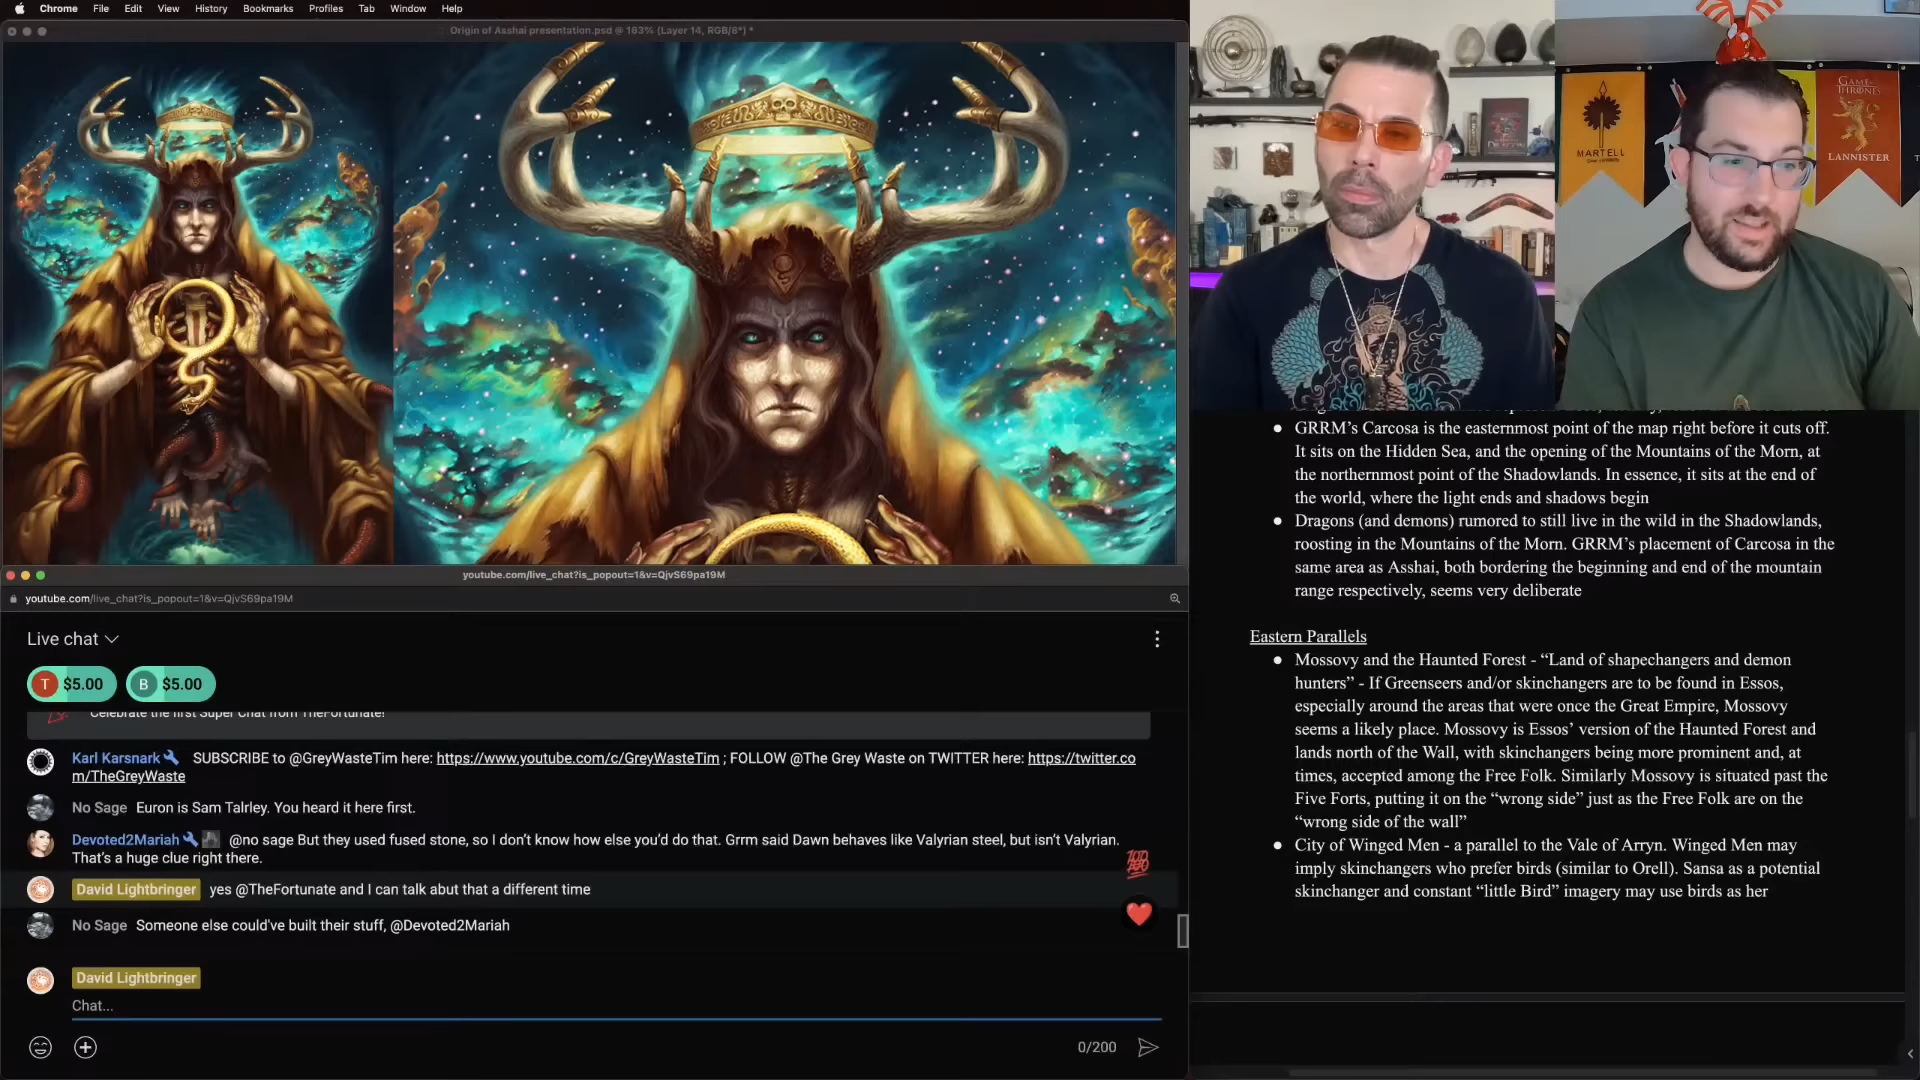 Chrome File Edit View History Bookmarks Profiles Tab Window Help
Origin of Asshai presentation.psd @ 163% (Layer 14, RGB/8*) *
MARTELL
GAME OF THRONES
LANNISTER
youtube.com/live_chat?is_popout=1&v=QjvS69pa19M
youtube.com/live_chat?is_popout=1&v=QjvS69pa19M
Live chat
T $5.00 B $5.00
Celebrate the first Super Chat from TheFortunate!
Karl Karsnark SUBSCRIBE to @GreyWasteTim here: https://www.youtube.com/c/GreyWasteTim ; FOLLOW @The Grey Waste on TWITTER here: https://twitter.co
m/TheGreyWaste
No Sage Euron is Sam Talrley. You heard it here first.
Devoted2Mariah @no sage But they used fused stone, so I don't know how else you'd do that. Grrm said Dawn behaves like Valyrian steel, but isn't Valyrian.
That's a huge clue right there.
David Lightbringer yes @TheFortunate and I can talk abut that a different time
No Sage Someone else could've built their stuff, @Devoted2Mariah
David Lightbringer
Chat...
0/200
• GRRM's Carcosa is the easternmost point of the map right before it cuts off.
It sits on the Hidden Sea, and the opening of the Mountains of the Morn, at
the northernmost point of the Shadowlands. In essence, it sits at the end of
the world, where the light ends and shadows begin
• Dragons (and demons) rumored to still live in the wild in the Shadowlands,
roosting in the Mountains of the Morn. GRRM's placement of Carcosa in the
same area as Asshai, both bordering the beginning and end of the mountain
range respectively, seems very deliberate
Eastern Parallels
• Mossovy and the Haunted Forest - “Land of shapechangers and demon
hunters” - If Greenseers and/or skinchangers are to be found in Essos,
especially around the areas that were once the Great Empire, Mossovy
seems a likely place. Mossovy is Essos’ version of the Haunted Forest and
lands north of the Wall, with skinchangers being more prominent and, at
times, accepted among the Free Folk. Similarly Mossovy is situated past the
Five Forts, putting it on the “wrong side” just as the Free Folk are on the
“wrong side of the wall”
• City of Winged Men - a parallel to the Vale of Arryn. Winged Men may
imply skinchangers who prefer birds (similar to Orell). Sansa as a potential
skinchanger and constant “little Bird” imagery may use birds as her